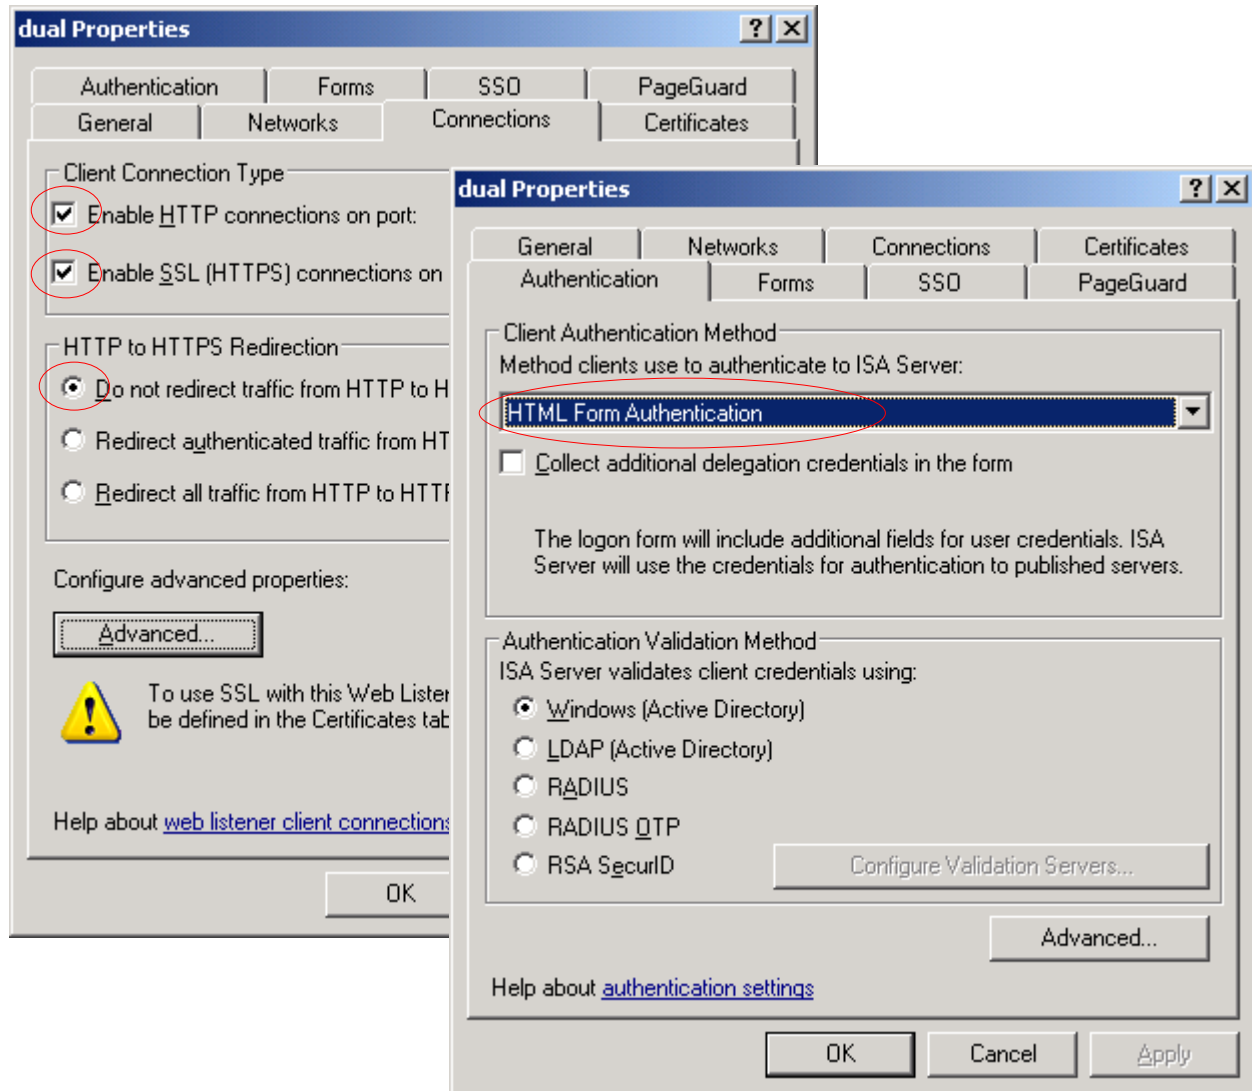 dual Properties
Authentication Forms SSO PageGuard
General Networks Connections Certificates
Client Connection Type
Enable HTTP connections on port:
Enable SSL (HTTPS) connections on
HTTP to HTTPS Redirection
Do not redirect traffic from HTTP to H
Redirect authenticated traffic from HT
Redirect all traffic from HTTP to HTTP
Configure advanced properties:
Advanced...
To use SSL with this Web Listen
be defined in the Certificates tab
Help about web listener client connections
OK
dual Properties
General Networks Connections Certificates
Authentication Forms SSO PageGuard
Client Authentication Method
Method clients use to authenticate to ISA Server:
HTML Form Authentication
Collect additional delegation credentials in the form
The logon form will include additional fields for user credentials. ISA
Server will use the credentials for authentication to published servers.
Authentication Validation Method
ISA Server validates client credentials using:
Windows (Active Directory)
LDAP (Active Directory)
RADIUS
RADIUS OTP
RSA SecurID
Configure Validation Servers...
Advanced...
Help about authentication settings
OK Cancel Apply